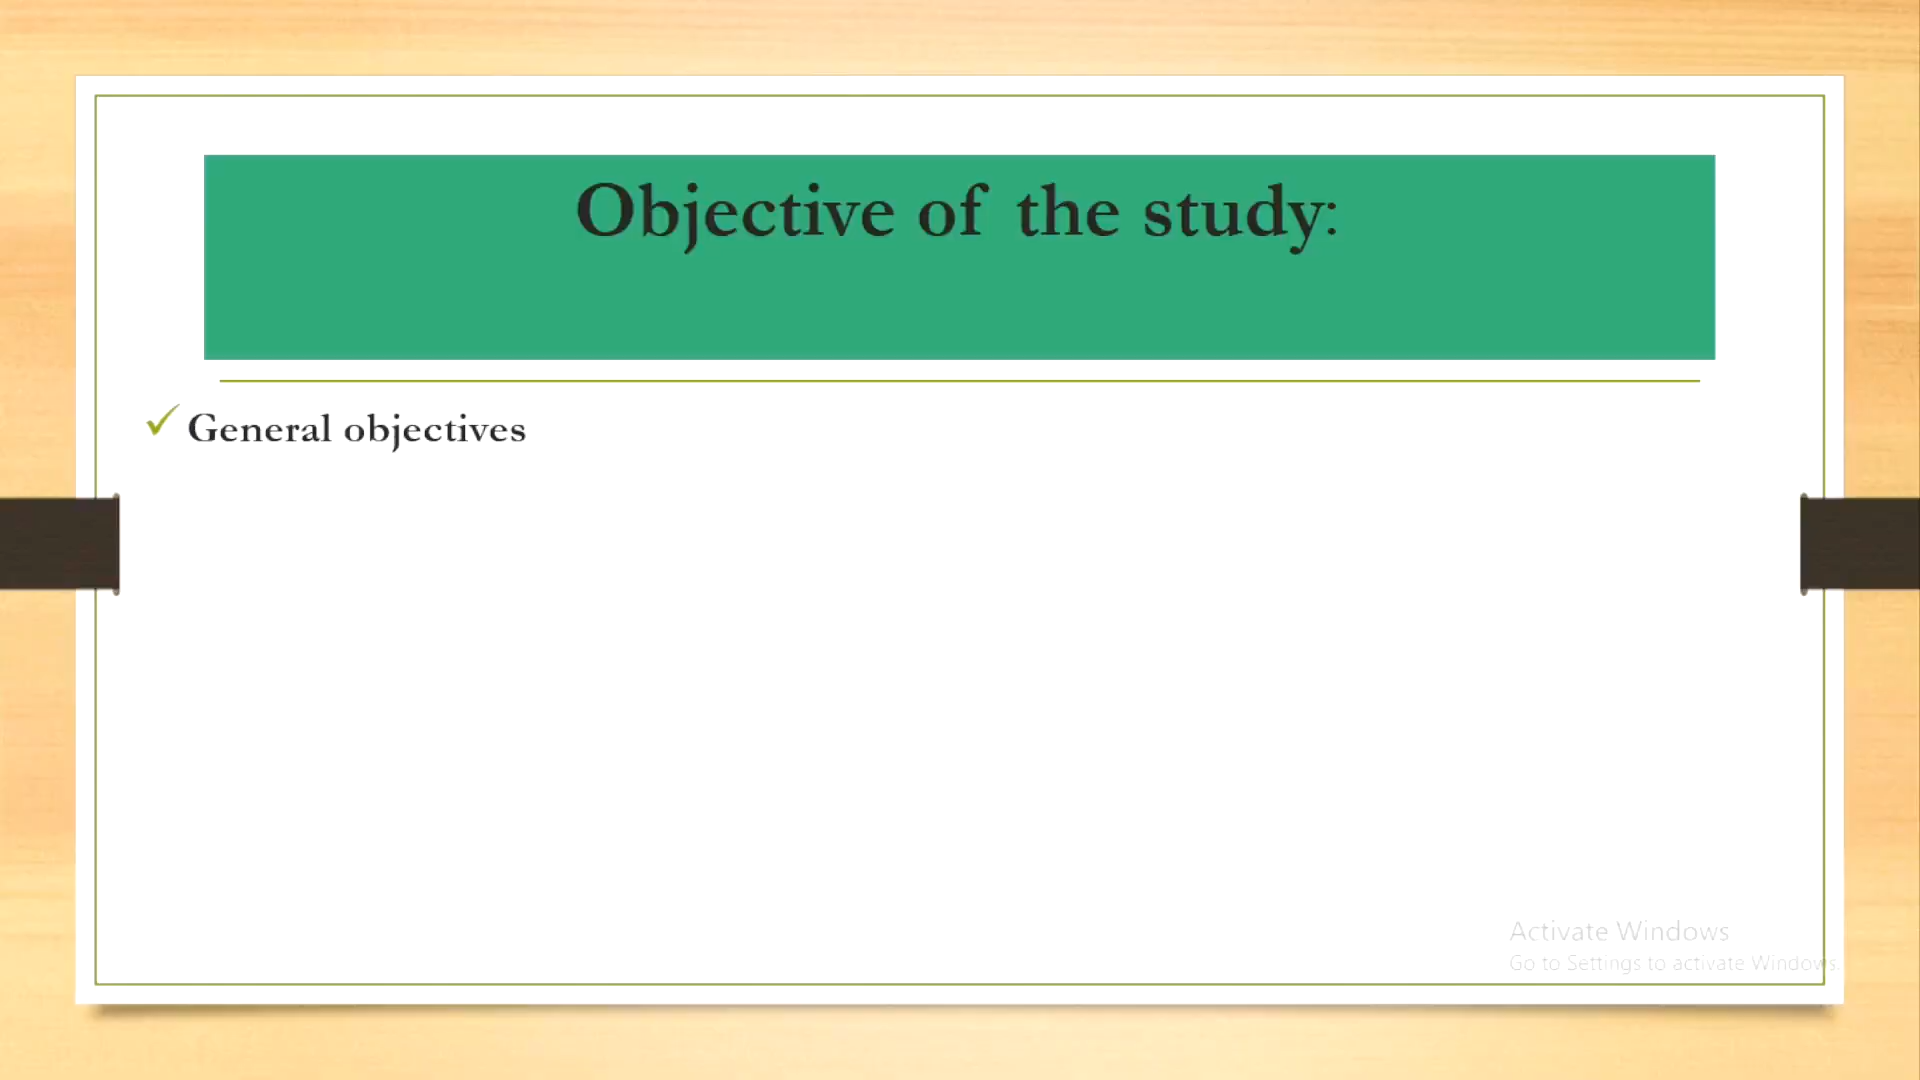 Objective of the study:
General objectives
Activate Windows
Go to Settings to activate Windows.